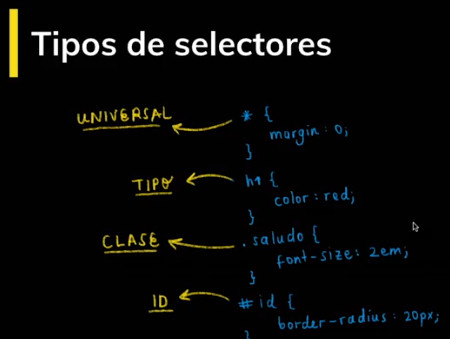 Tipos de selectores
UNIVERSAL
* {
margin: 0;
}
TIPO
h1 {
color: red;
}
CLASE
.saludo {
font-size: 2em;
}
ID
#id {
border-radius: 20px;
}